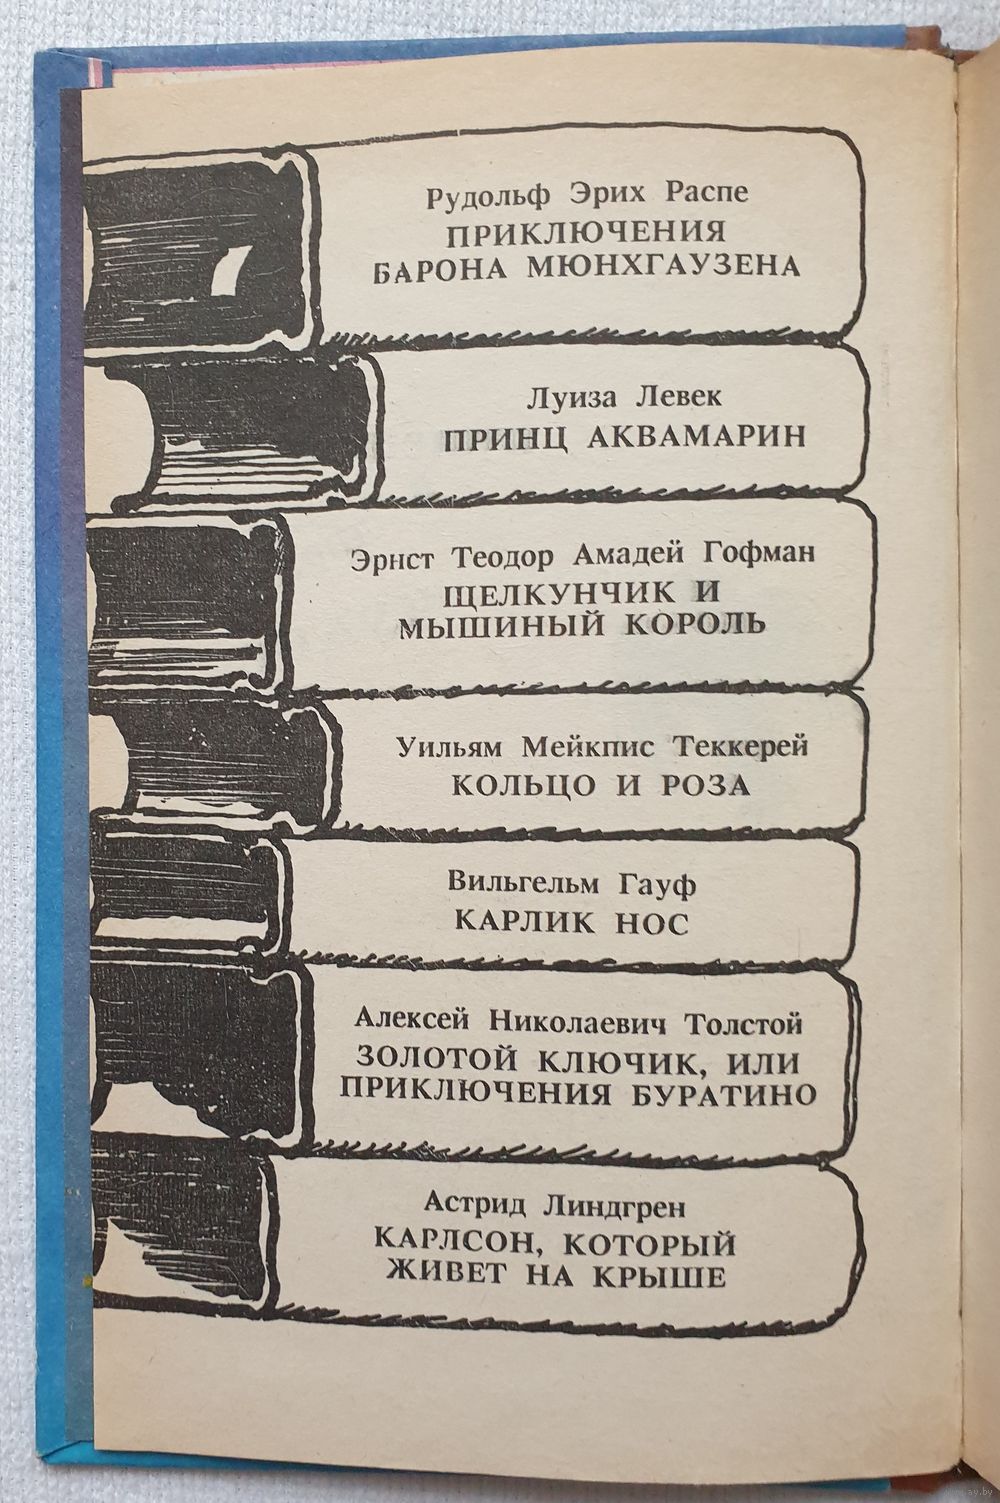 Рудольф Эрих Распе
ПРИКЛЮЧЕНИЯ
БАРОНА МЮНХГАУЗЕНА
Луиза Левек
ПРИНЦ АКВАМАРИН
Эрнст Теодор Амадей Гофман
ЩЕЛКУНЧИК И
МЫШИНЫЙ КОРОЛЬ
Уильям Мейкпис Теккерей
КОЛЬЦО И РОЗА
Вильгельм Гауф
КАРЛИК НОС
Алексей Николаевич Толстой
ЗОЛОТОЙ КЛЮЧИК, ИЛИ
ПРИКЛЮЧЕНИЯ БУРАТИНО
Астрид Линдгрен
КАРЛСОН, КОТОРЫЙ
ЖИВЕТ НА КРЫШЕ